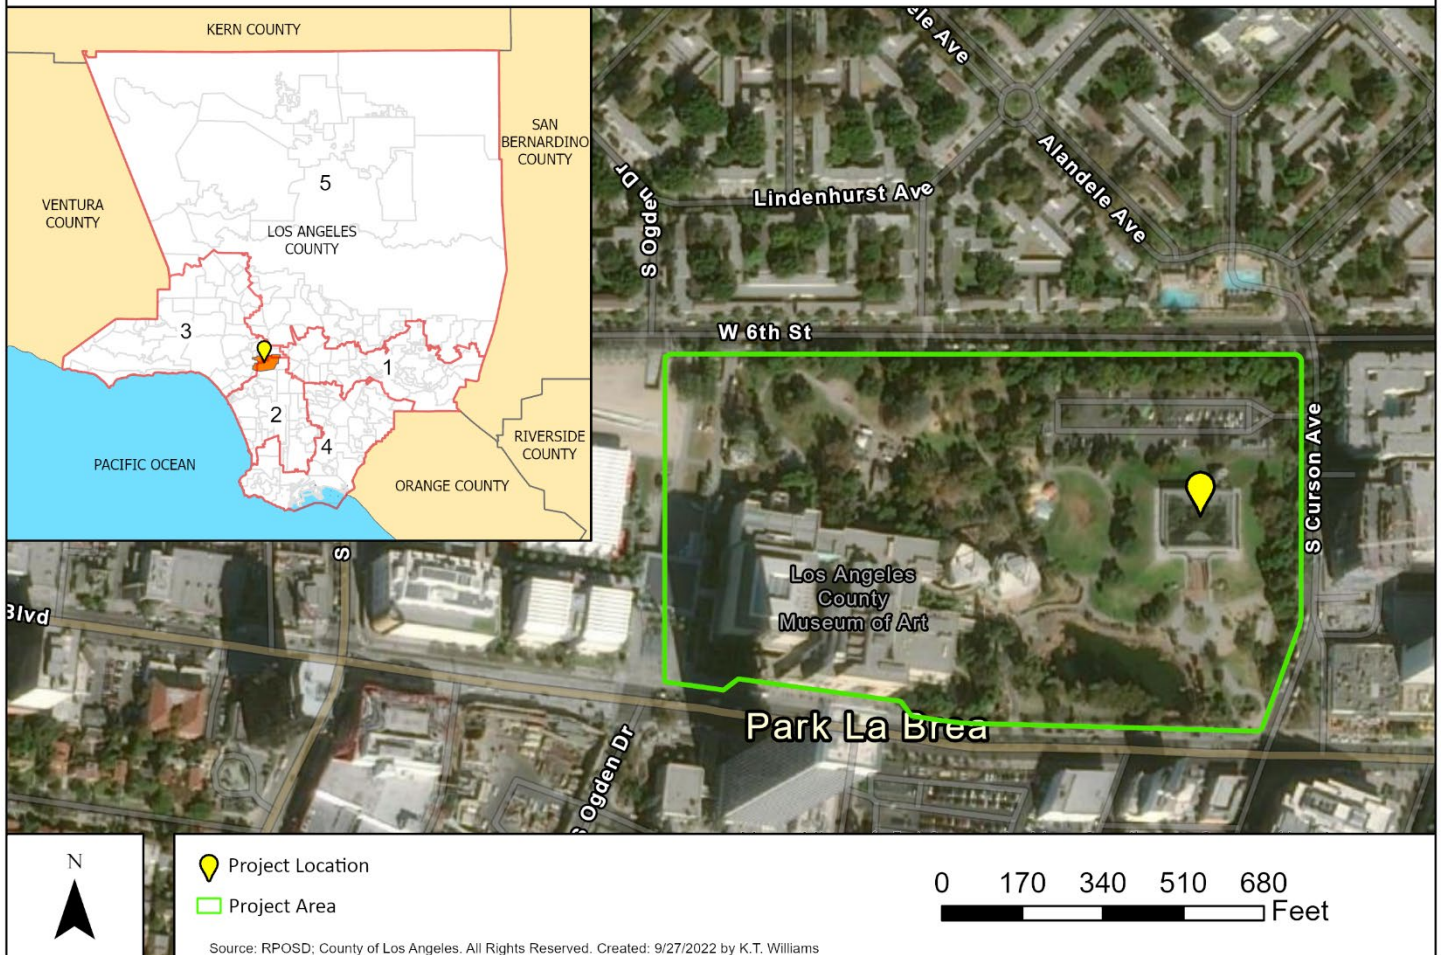 KERN COUNTY
SAN
BERNARDINO
COUNTY
VENTURA
COUNTY
5
LOS ANGELES
COUNTY
3
1
2
4
PACIFIC OCEAN
RIVERSIDE
COUNTY
ORANGE COUNTY
ele Ave
Alandele Ave
S Ogden Dr
Lindenhurst Ave
W 6th St
S Curson Ave
Los Angeles
County
Museum of Art
S
Blvd
Park La Brea
S Ogden Dr
N
Project Location
Project Area
0 170 340 510 680
Feet
Source: RPOSD; County of Los Angeles. All Rights Reserved. Created: 9/27/2022 by K.T. Williams